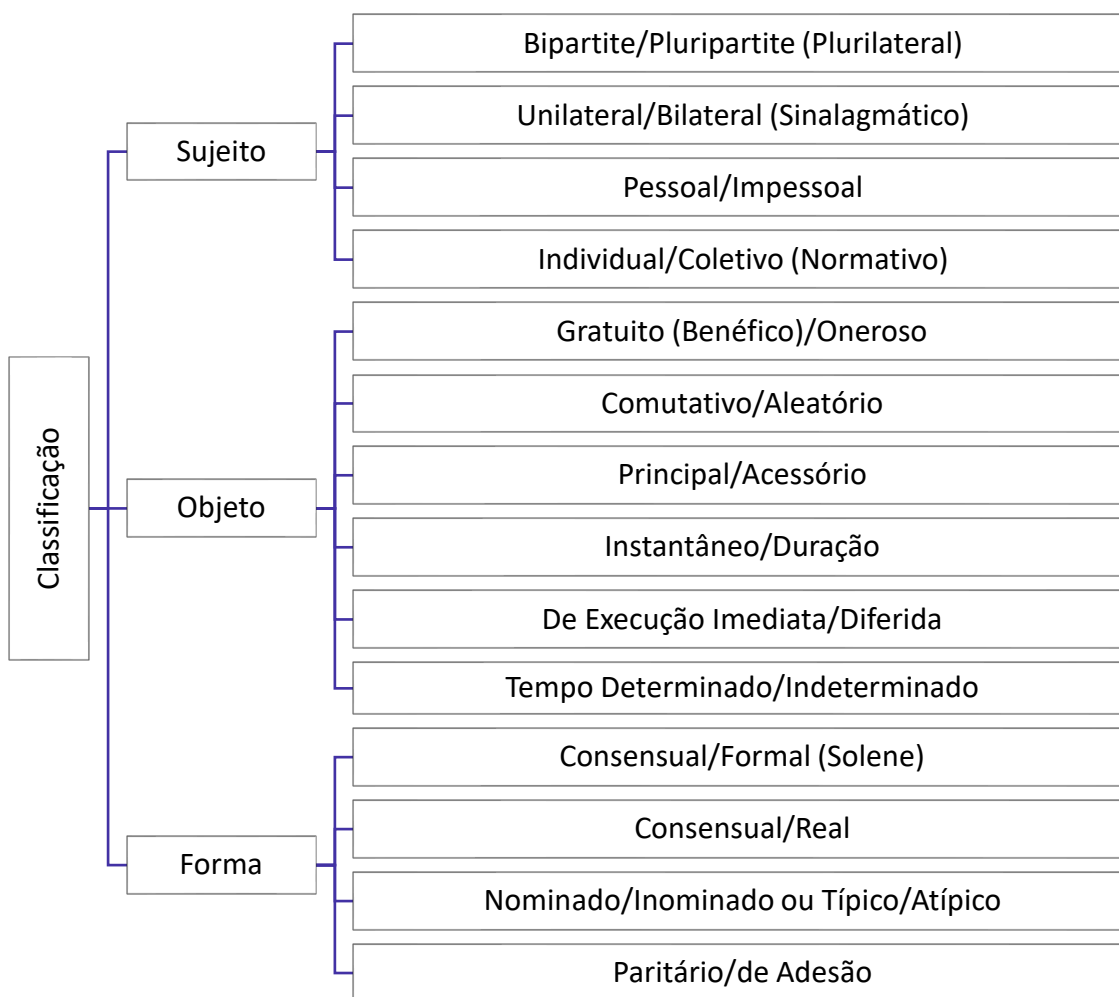 Classificação
Sujeito
Bipartite/Pluripartite (Plurilateral)
Unilateral/Bilateral (Sinalagmático)
Pessoal/Impessoal
Individual/Coletivo (Normativo)
Objeto
Gratuito (Benéfico)/Oneroso
Comutativo/Aleatório
Principal/Acessório
Instantâneo/Duração
De Execução Imediata/Diferida
Tempo Determinado/Indeterminado
Forma
Consensual/Formal (Solene)
Consensual/Real
Nominado/Inominado ou Típico/Atípico
Paritário/de Adesão